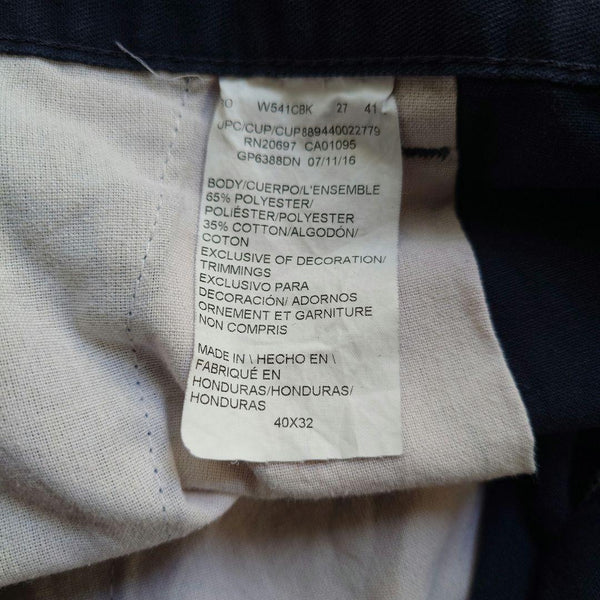 W541CBK 27 41
UPC/CUP/CUP889440022779
RN20697 CA01095
GP6388DN 07/11/16
BODY/CUERPO/L'ENSEMBLE
65% POLYESTER/
POLIÉSTER/POLYESTER
35% COTTON/ALGODÓN/
COTON
EXCLUSIVE OF DECORATION/
TRIMMINGS
EXCLUSIVO PARA
DECORACIÓN/ ADORNOS
ORNEMENT ET GARNITURE
NON COMPRIS
MADE IN \ HECHO EN \
FABRIQUÉ EN
HONDURAS/HONDURAS/
HONDURAS
40X32